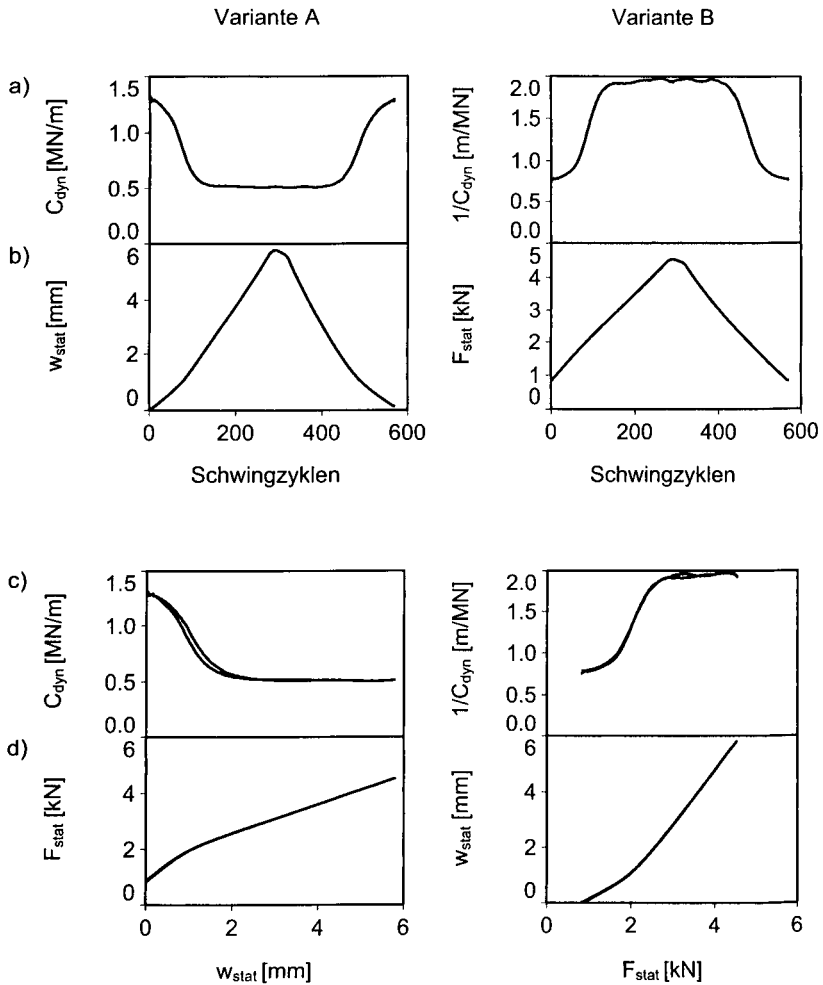 Variante A
Variante B
a)
C_dyn [MN/m]
1.5
1.0
0.5
0.0
1/C_dyn [m/MN]
2.0
1.5
1.0
0.5
0.0
b)
w_stat [mm]
6
4
2
0
0
200
400
600
Schwingzyklen
F_stat [kN]
5
4
3
2
1
0
0
200
400
600
Schwingzyklen
c)
C_dyn [MN/m]
1.5
1.0
0.5
0.0
1/C_dyn [m/MN]
2.0
1.5
1.0
0.5
0.0
d)
F_stat [kN]
6
4
2
0
0
2
4
6
w_stat [mm]
w_stat [mm]
6
4
2
0
0
2
4
6
F_stat [kN]